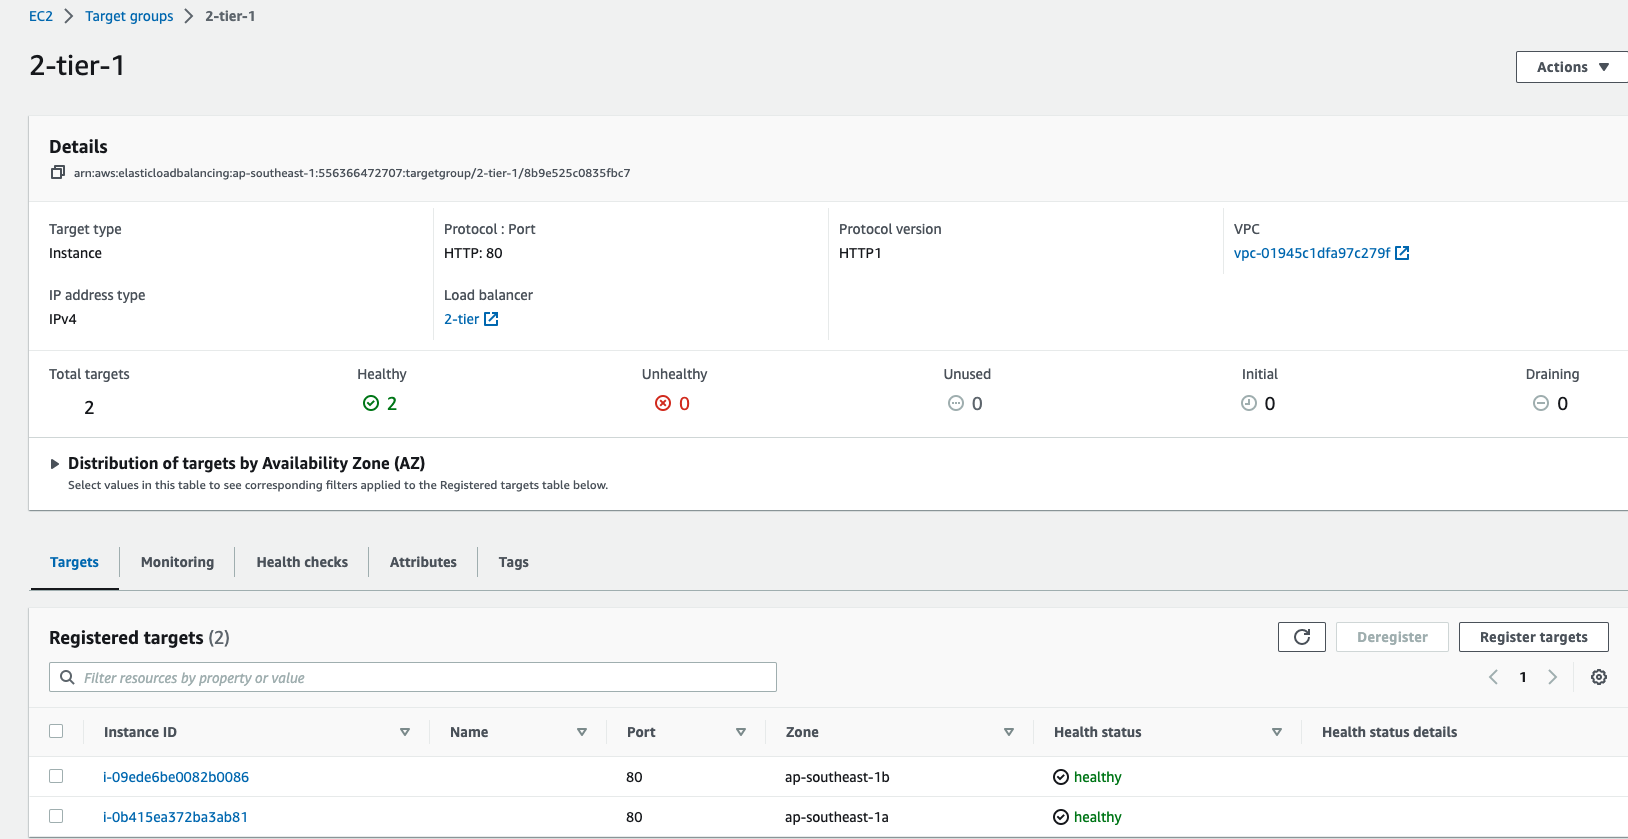 EC2 > Target groups > 2-tier-1
2-tier-1
Actions
Details
arn:aws:elasticloadbalancing:ap-southeast-1:556366472707:targetgroup/2-tier-1/8b9e525c0835fbc7
Target type Protocol : Port Protocol version VPC
Instance HTTP: 80 HTTP1 vpc-01945c1dfa97c279f
IP address type Load balancer
IPv4 2-tier
Total targets Healthy Unhealthy Unused Initial Draining
2 2 0 0 0 0
Distribution of targets by Availability Zone (AZ)
Select values in this table to see corresponding filters applied to the Registered targets table below.
Targets Monitoring Health checks Attributes Tags
Registered targets (2) Deregister Register targets
Filter resources by property or value 1
Instance ID Name Port Zone Health status Health status details
i-09ede6be0082b0086 80 ap-southeast-1b healthy
i-0b415ea372ba3ab81 80 ap-southeast-1a healthy